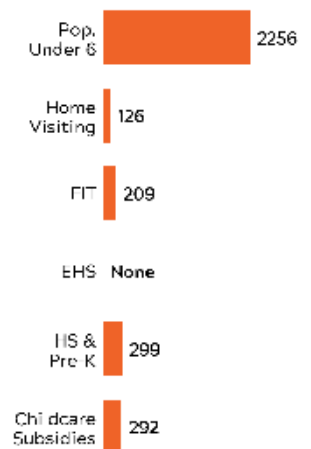 Pop.
Under 6
2256
Home
Visiting
126
FIT
209
EHS
None
HS &
Pre-K
299
Childcare
Subsidies
292